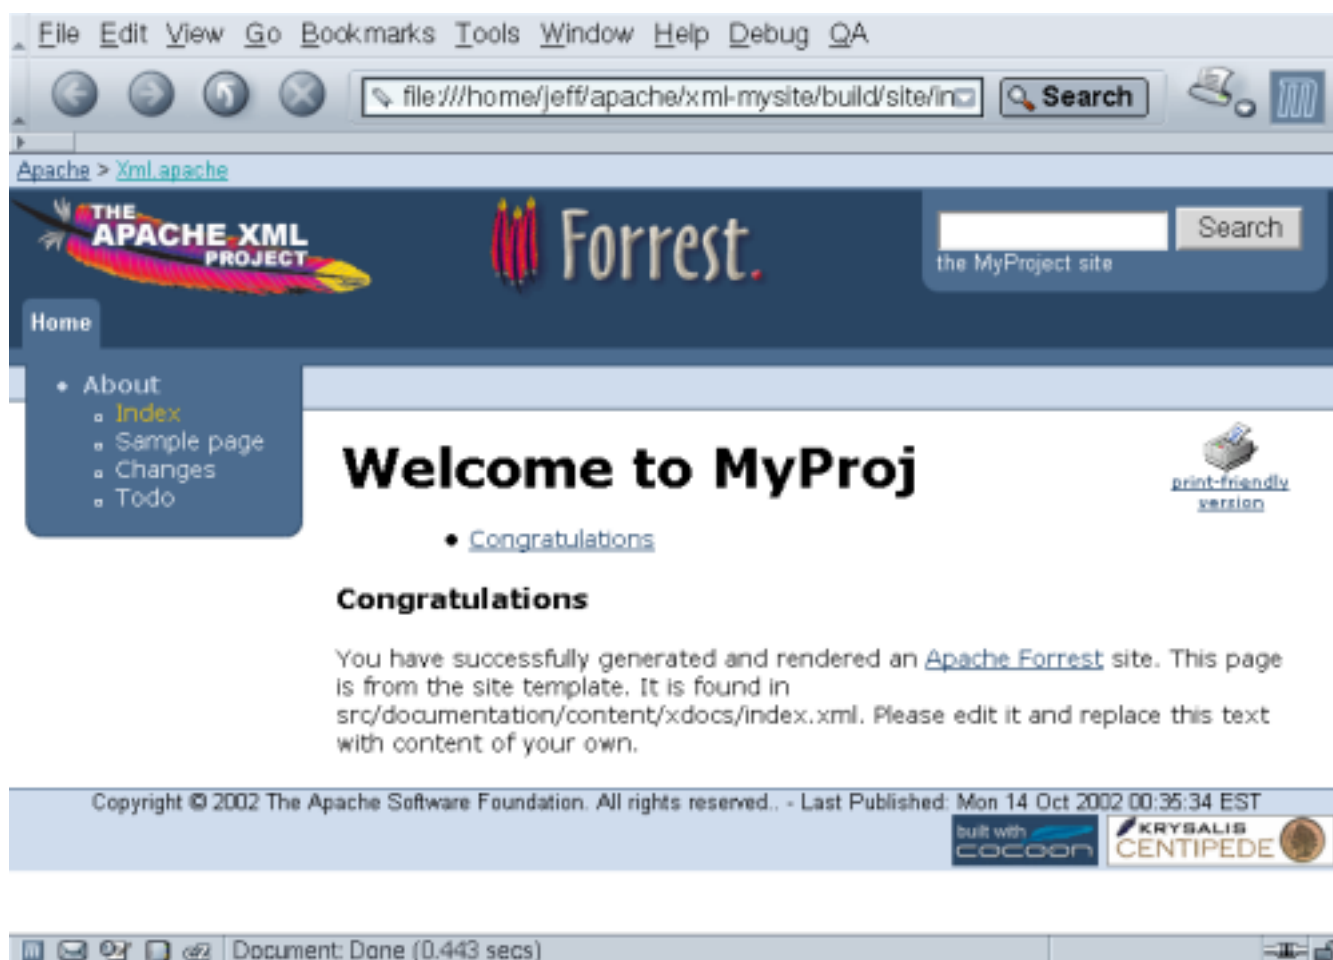 File Edit View Go Bookmarks Tools Window Help Debug QA
file:///home/jeff/apache/xml-mysite/build/site/in
Search
Apache > Xml.apache
THE
APACHE XML
PROJECT
Forrest.
Search
the MyProject site
Home
• About
Index
Sample page
Changes
Todo
Welcome to MyProj
print-friendly
version
• Congratulations
Congratulations
You have successfully generated and rendered an Apache Forrest site. This page
is from the site template. It is found in
src/documentation/content/xdocs/index.xml. Please edit it and replace this text
with content of your own.
Copyright © 2002 The Apache Software Foundation. All rights reserved.. - Last Published: Mon 14 Oct 2002 00:35:34 EST
built with
cocoon
KRYSALIS
CENTIPEDE
Document: Done (0.443 secs)